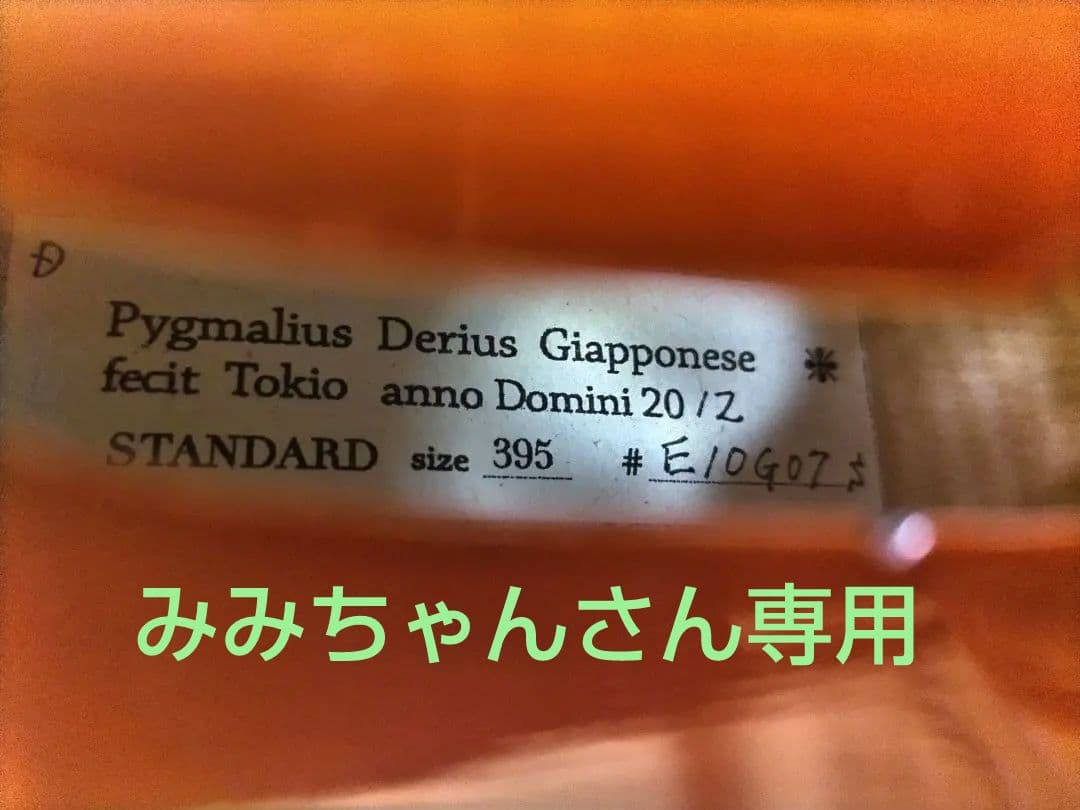 Pygmalius Derius Giapponese ⁕
fecit Tokio anno Domini 2012
STANDARD size 395 # E10G07
みみちゃんさん専用